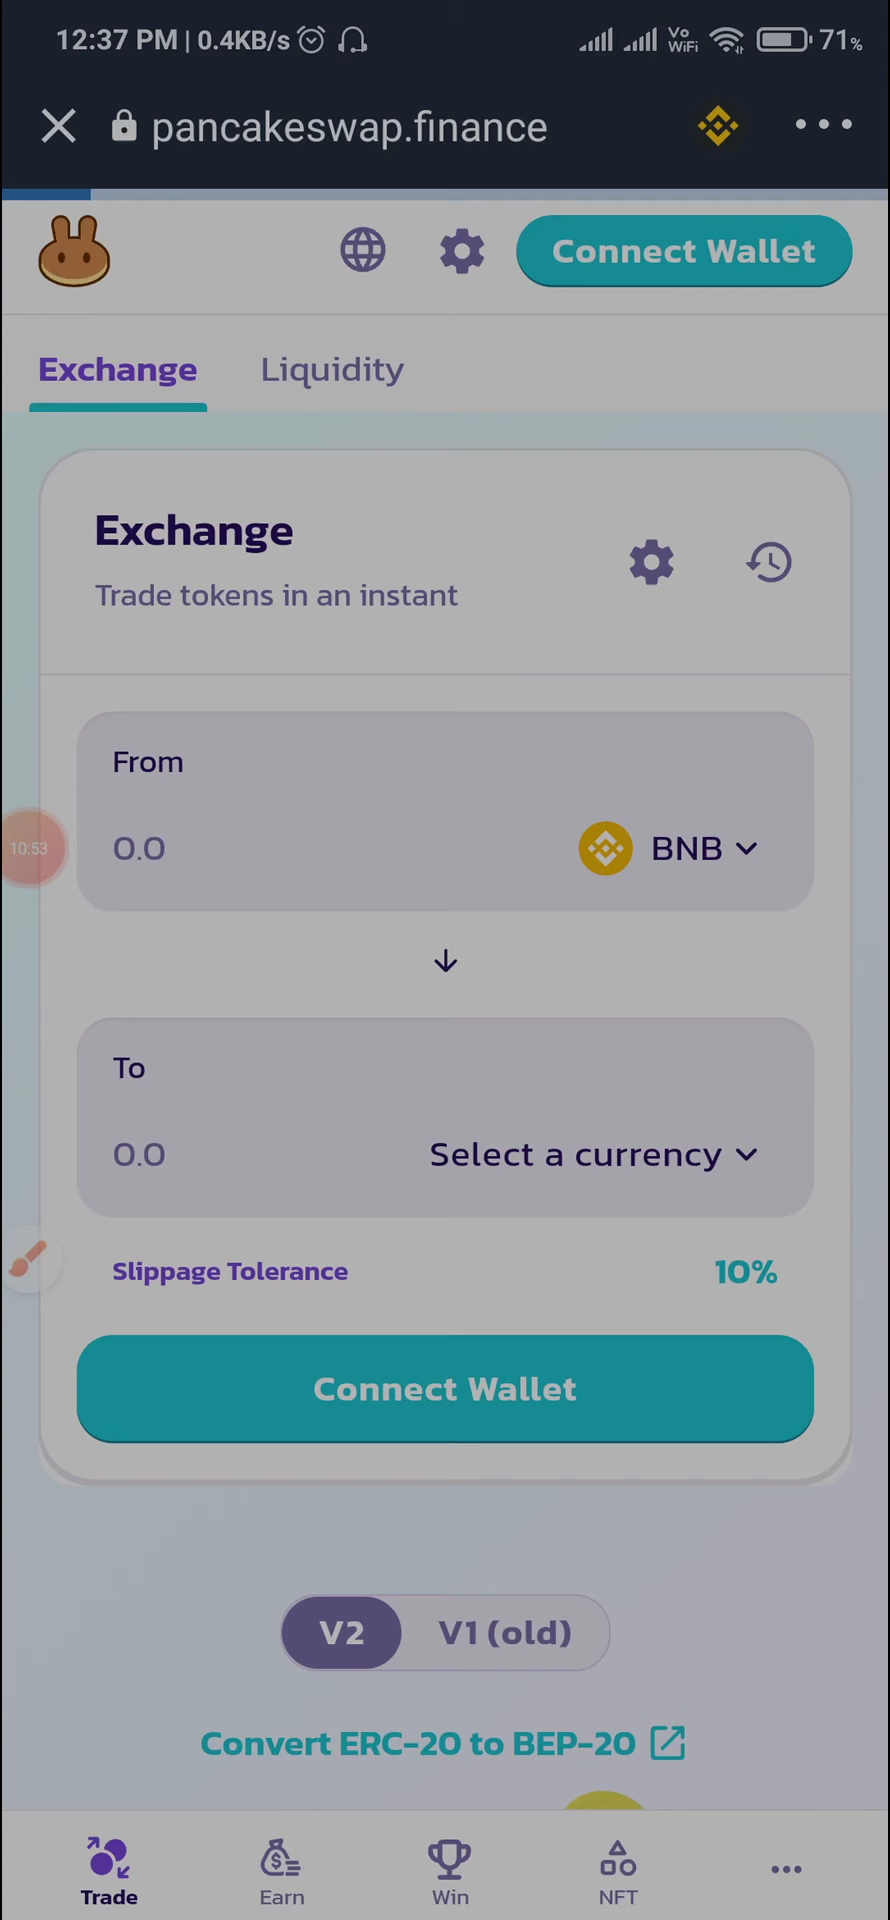 12:37 PM | 0.4KB/s Vo WiFi 71%
pancakeswap.finance
Connect Wallet
Exchange Liquidity
Exchange
Trade tokens in an instant
From
0.0 BNB
10:53
To
0.0 Select a currency
Slippage Tolerance 10%
Connect Wallet
V2 V1 (old)
Convert ERC-20 to BEP-20
Trade Earn Win NFT